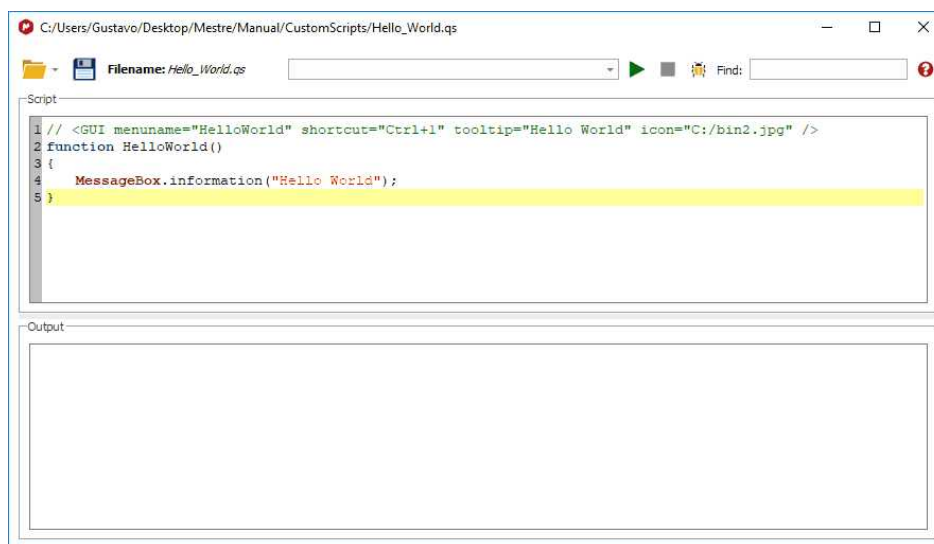 C:/Users/Gustavo/Desktop/Mestre/Manual/CustomScripts/Hello_World.qs
Filename: Hello_World.qs
Find:
Script
1 // <GUI menuname="HelloWorld" shortcut="Ctrl+1" tooltip="Hello World" icon="C:/bin2.jpg" />
2 function HelloWorld()
3 {
4 MessageBox.information("Hello World");
5 }
Output